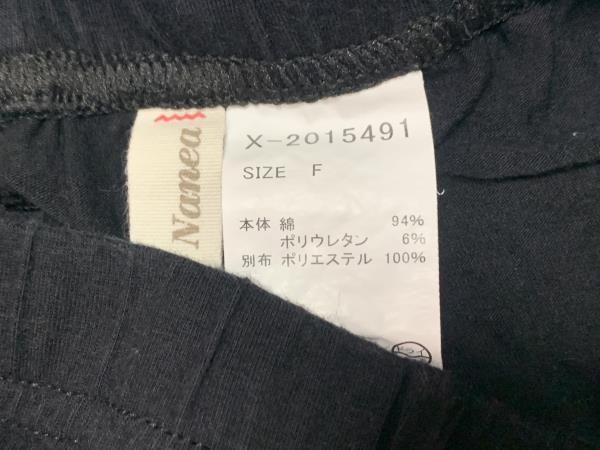 Nanea
X-2015491
SIZE F
本体 綿 94%
ポリウレタン 6%
別布 ポリエステル 100%